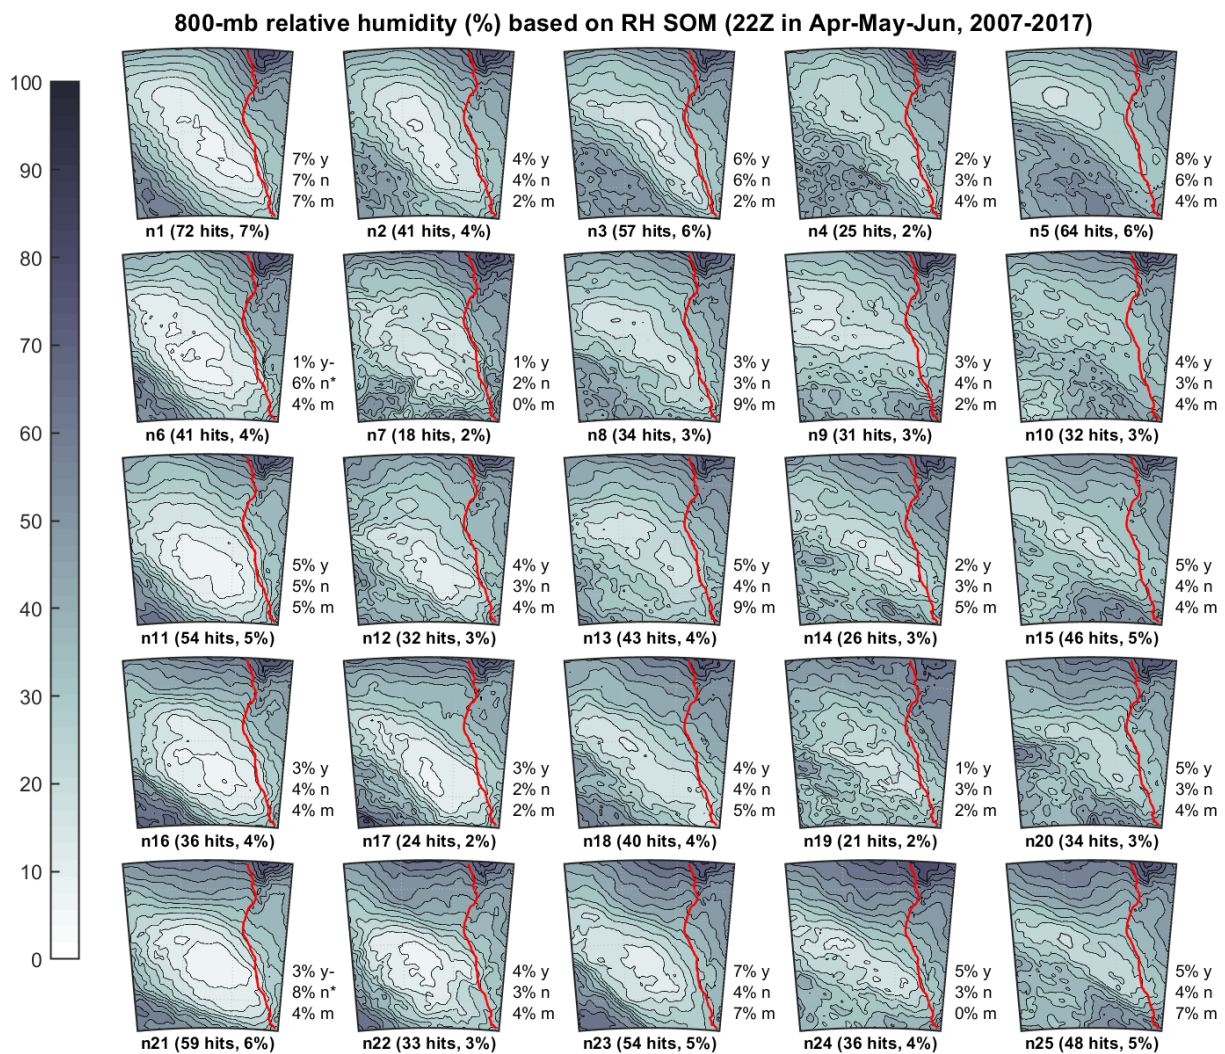 800-mb relative humidity (%) based on RH SOM (22Z in Apr-May-Jun, 2007-2017)
100
90
80
70
60
50
40
30
20
10
0
7% y
7% n
7% m
n1 (72 hits, 7%)
4% y
4% n
2% m
n2 (41 hits, 4%)
6% y
6% n
2% m
n3 (57 hits, 6%)
2% y
3% n
4% m
n4 (25 hits, 2%)
8% y
6% n
4% m
n5 (64 hits, 6%)
1% y-
6% n*
4% m
n6 (41 hits, 4%)
1% y
2% n
0% m
n7 (18 hits, 2%)
3% y
3% n
9% m
n8 (34 hits, 3%)
3% y
4% n
2% m
n9 (31 hits, 3%)
4% y
3% n
4% m
n10 (32 hits, 3%)
5% y
5% n
5% m
n11 (54 hits, 5%)
4% y
3% n
4% m
n12 (32 hits, 3%)
5% y
4% n
9% m
n13 (43 hits, 4%)
2% y
3% n
5% m
n14 (26 hits, 3%)
5% y
4% n
4% m
n15 (46 hits, 5%)
3% y
4% n
4% m
n16 (36 hits, 4%)
3% y
2% n
2% m
n17 (24 hits, 2%)
4% y
4% n
5% m
n18 (40 hits, 4%)
1% y
3% n
2% m
n19 (21 hits, 2%)
5% y
3% n
4% m
n20 (34 hits, 3%)
3% y-
8% n*
4% m
n21 (59 hits, 6%)
4% y
3% n
4% m
n22 (33 hits, 3%)
7% y
4% n
7% m
n23 (54 hits, 5%)
5% y
3% n
0% m
n24 (36 hits, 4%)
5% y
4% n
7% m
n25 (48 hits, 5%)